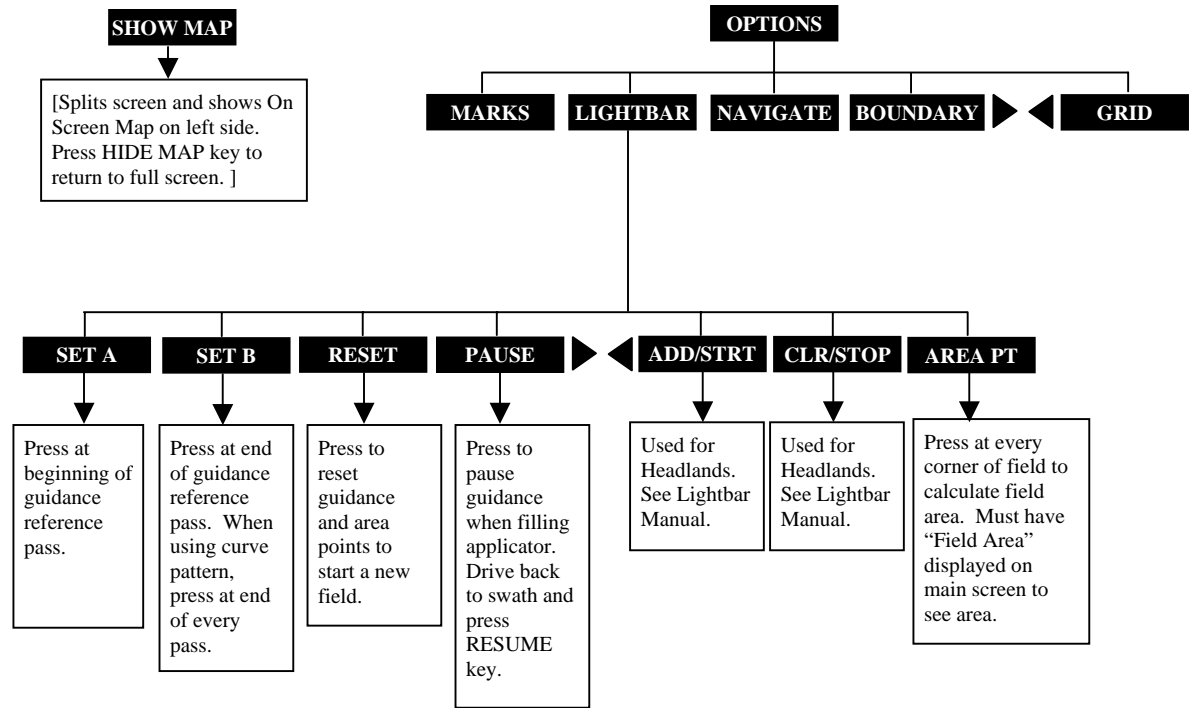 SHOW MAP
[Splits screen and shows On
Screen Map on left side.
Press HIDE MAP key to
return to full screen. ]
OPTIONS
MARKS
LIGHTBAR
NAVIGATE
BOUNDARY
GRID
SET A
SET B
RESET
PAUSE
ADD/STRT
CLR/STOP
AREA PT
Press at
beginning of
guidance
reference
pass.
Press at end
of guidance
reference
pass.  When
using curve
pattern,
press at end
of every
pass.
Press to
reset
guidance
and area
points to
start a new
field.
Press to
pause
guidance
when filling
applicator.
Drive back
to swath and
press
RESUME
key.
Used for
Headlands.
See Lightbar
Manual.
Used for
Headlands.
See Lightbar
Manual.
Press at every
corner of field to
calculate field
area.  Must have
“Field Area”
displayed on
main screen to
see area.